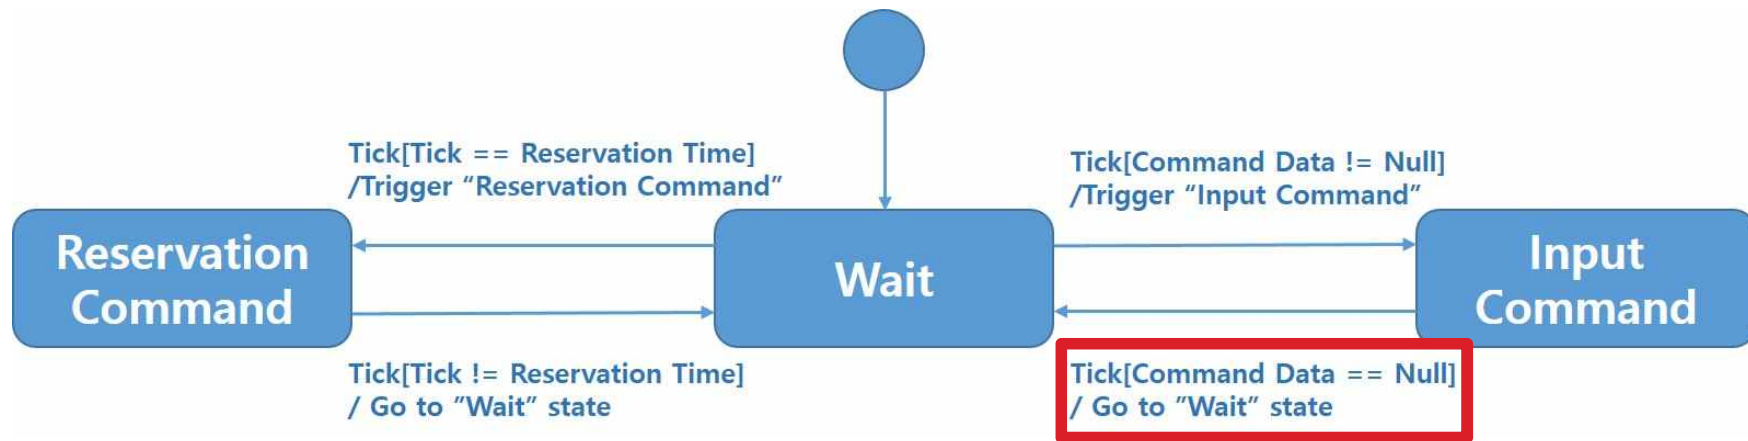 Tick[Tick == Reservation Time]
/Trigger “Reservation Command”
Tick[Command Data != Null]
/Trigger “Input Command”
Reservation
Command
Wait
Input
Command
Tick[Tick != Reservation Time]
/ Go to ”Wait” state
Tick[Command Data == Null]
/ Go to ”Wait” state